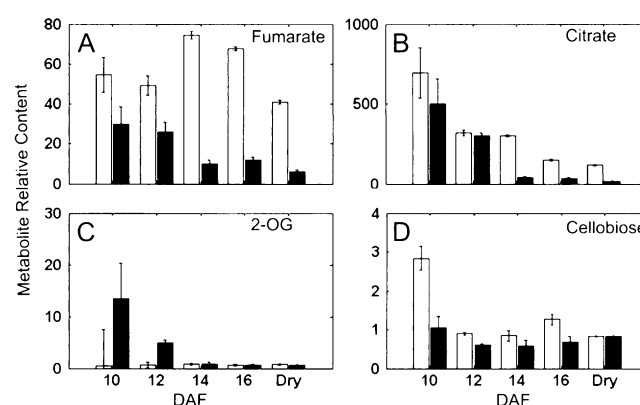 Metabolite Relative Content
A
Fumarate
80
60
40
20
0
B
Citrate
1000
500
0
C
2-OG
30
20
10
0
10 12 14 16 Dry
DAF
D
Cellobiose
4
3
2
1
0
10 12 14 16 Dry
DAF